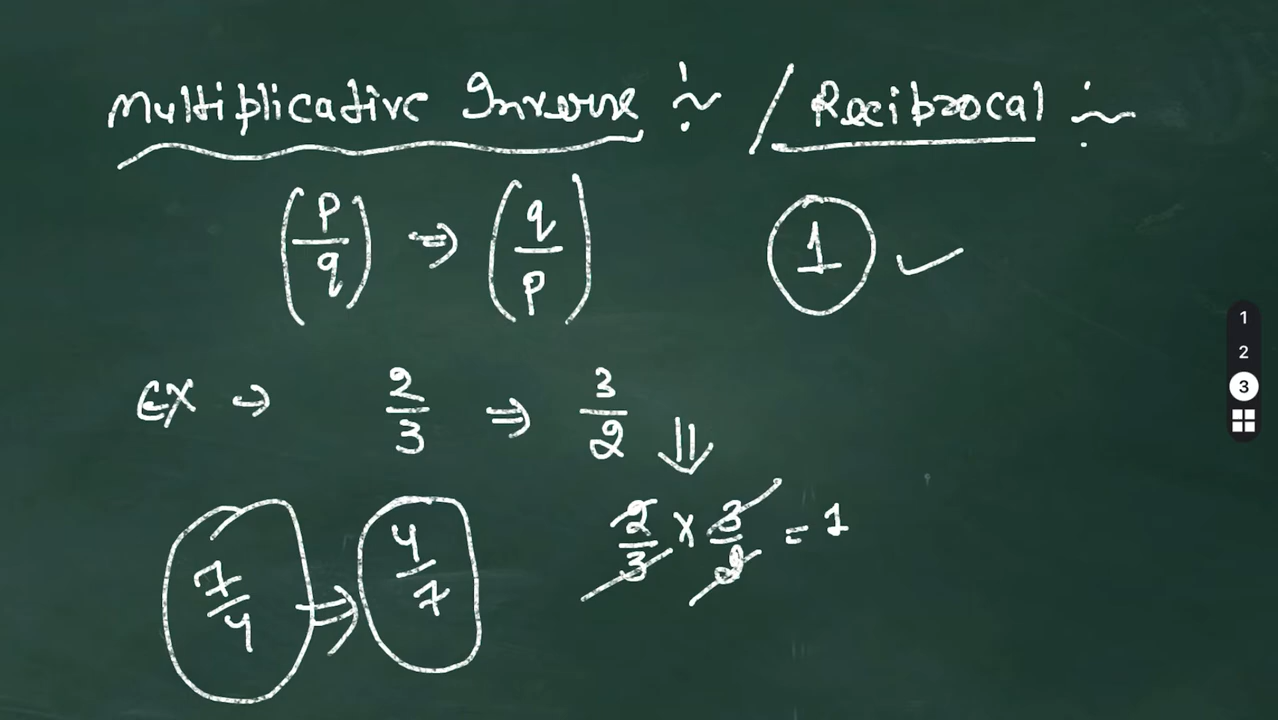 Multiplicative Inverse :~ / Recibrocal :~
(p/q) ⇒ (q/p) 1 ✓
EX → 2/3 ⇒ 3/2 ⇓
7/4 ⇒ 4/7
2/3 × 3/2 = 1
1
2
3